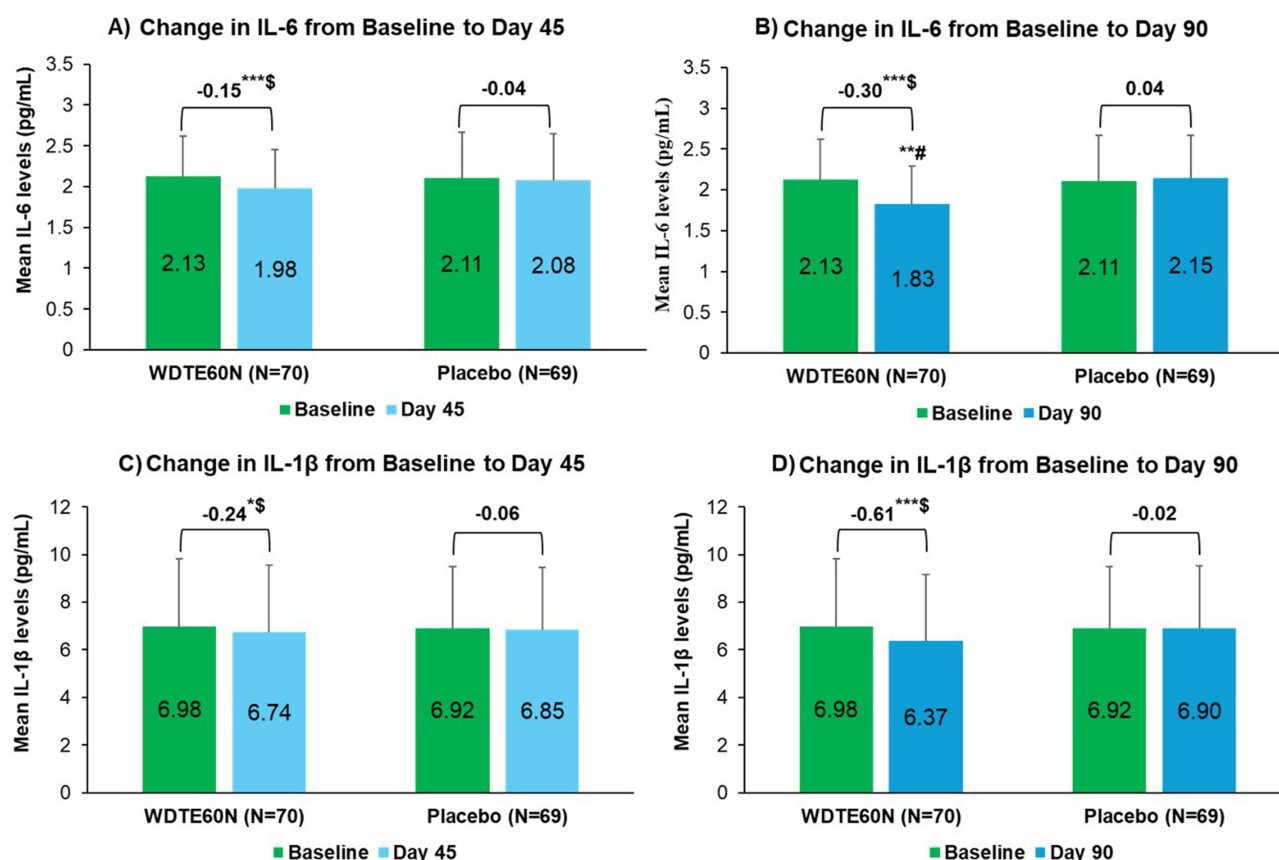 A) Change in IL-6 from Baseline to Day 45
Mean IL-6 levels (pg/mL)
3.5
3
2.5
2
1.5
1
0.5
0
-0.15***$
-0.04
2.13
1.98
2.11
2.08
WDTE60N (N=70)
Placebo (N=69)
Baseline
Day 45
B) Change in IL-6 from Baseline to Day 90
Mean IL-6 levels (pg/mL)
3.5
3
2.5
2
1.5
1
0.5
0
-0.30***$
0.04
**#
2.13
1.83
2.11
2.15
WDTE60N (N=70)
Placebo (N=69)
Baseline
Day 90
C) Change in IL-1β from Baseline to Day 45
Mean IL-1β levels (pg/mL)
12
10
8
6
4
2
0
-0.24*$
-0.06
6.98
6.74
6.92
6.85
WDTE60N (N=70)
Placebo (N=69)
Baseline
Day 45
D) Change in IL-1β from Baseline to Day 90
Mean IL-1β levels (pg/mL)
12
10
8
6
4
2
0
-0.61***$
-0.02
6.98
6.37
6.92
6.90
WDTE60N (N=70)
Placebo (N=69)
Baseline
Day 90